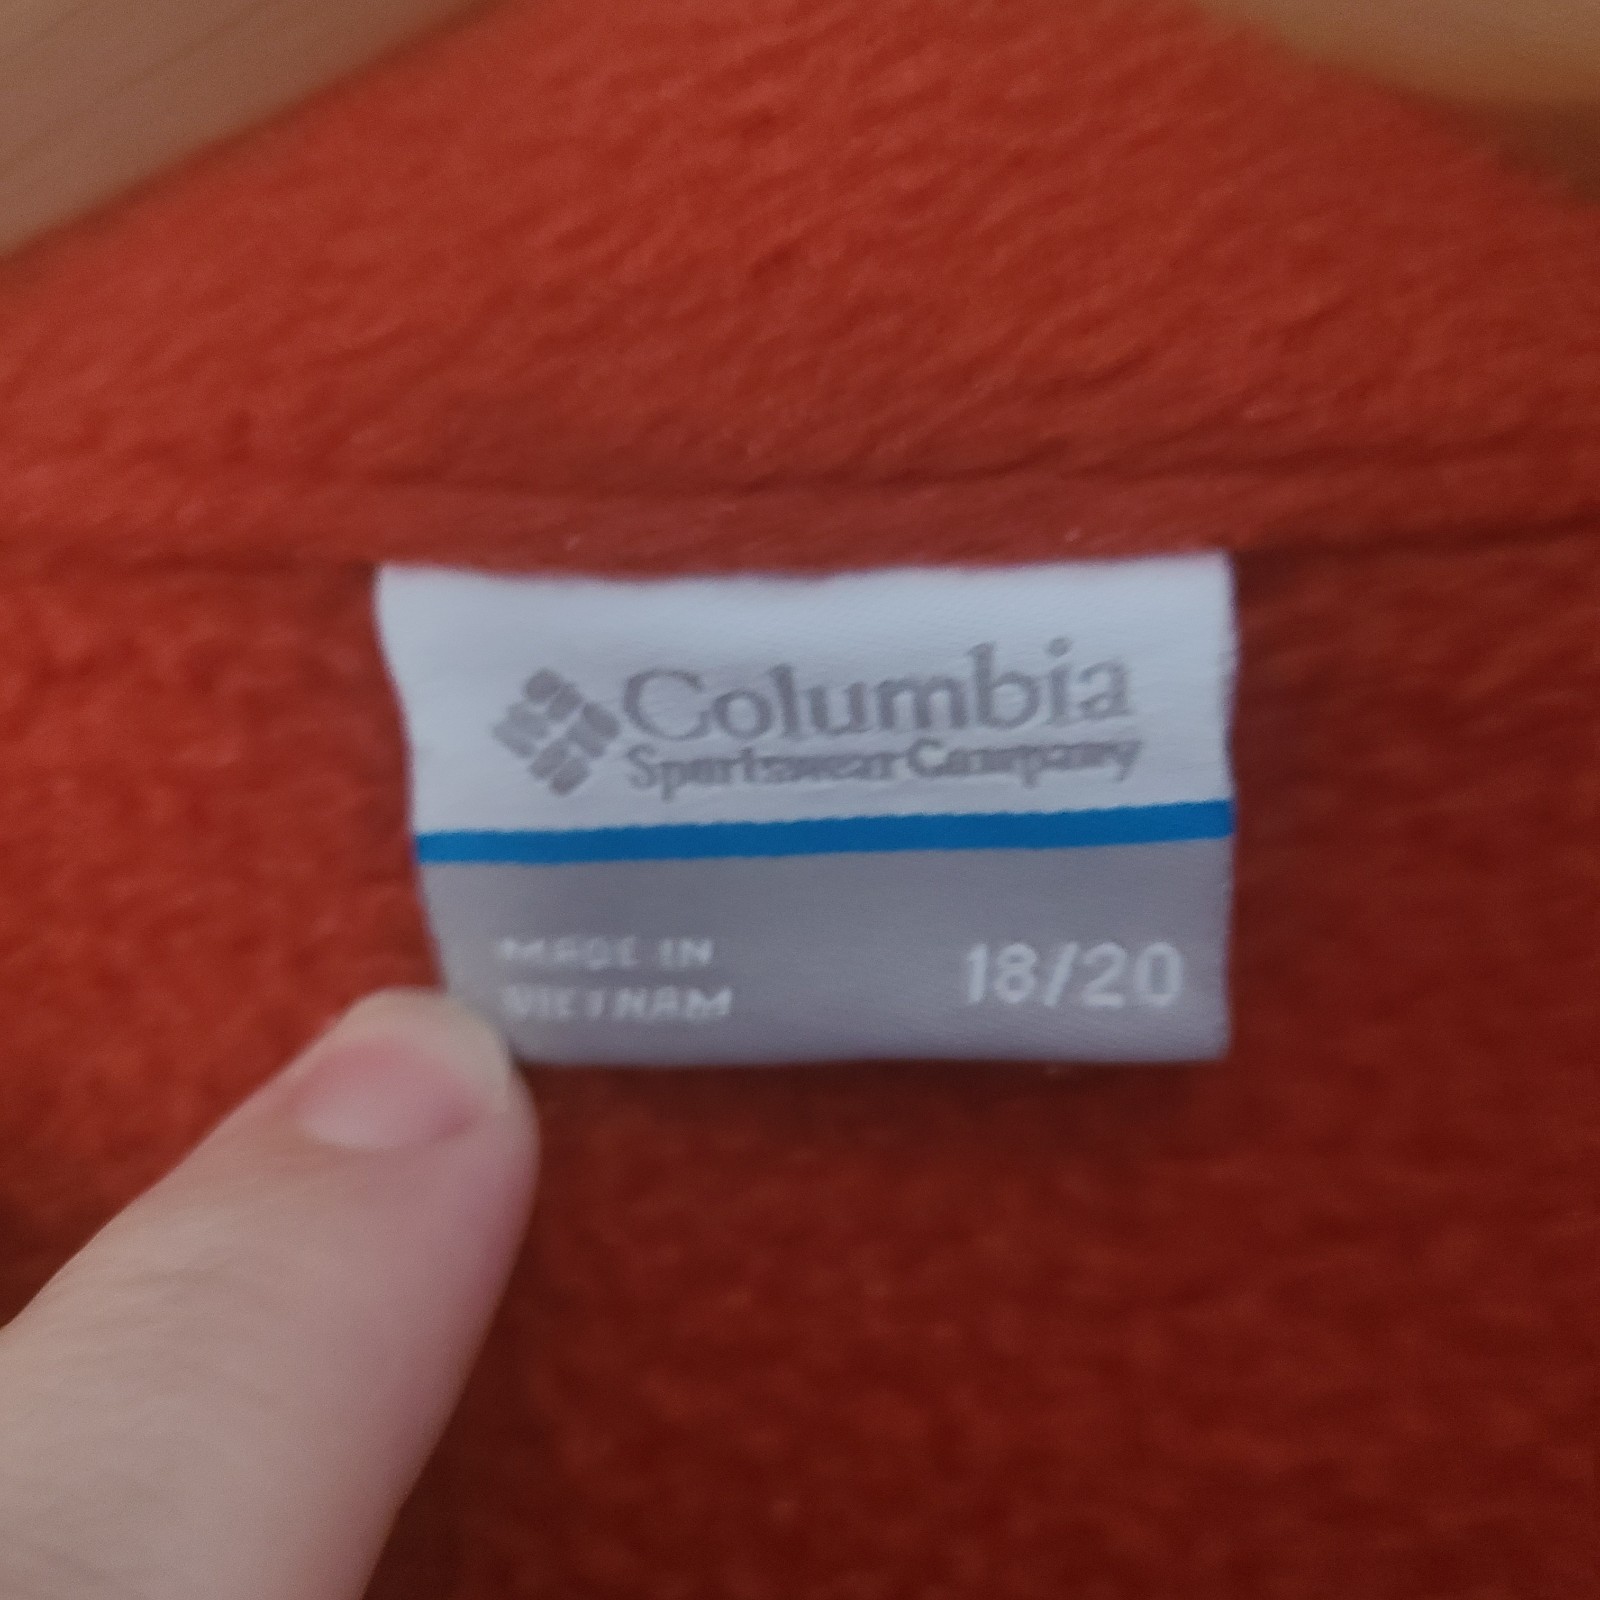 Columbia
Sportswear Company
MADE IN
VIETNAM
18/20